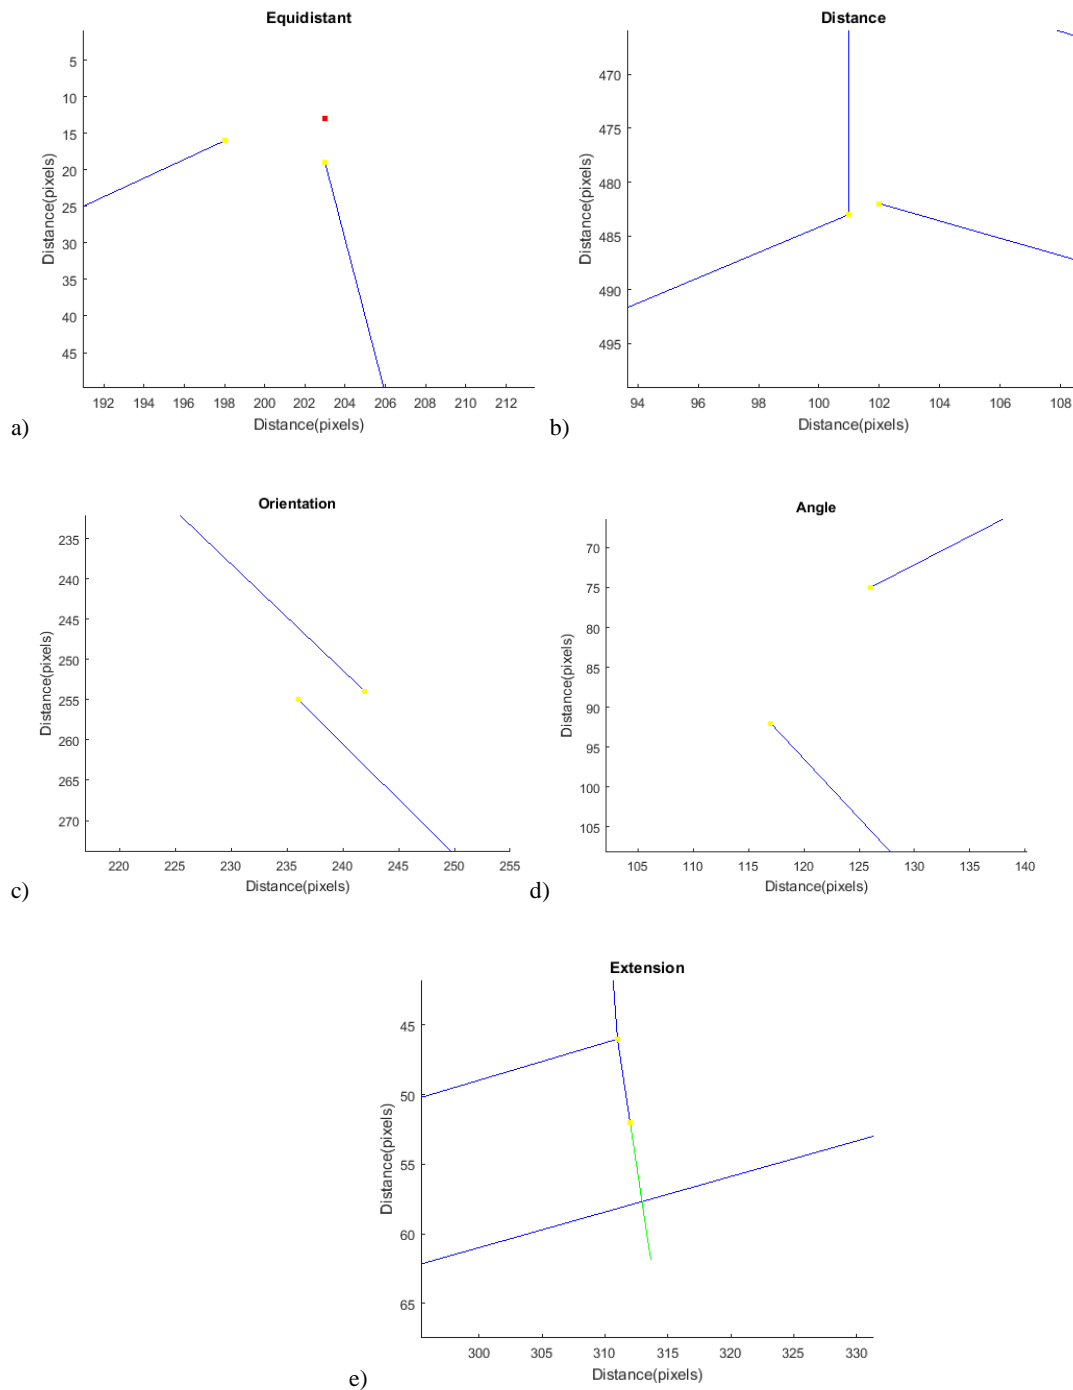 Equidistant
5
10
15
20
25
30
35
40
45
Distance(pixels)
192 194 196 198 200 202 204 206 208 210 212
Distance(pixels)
a)
Distance
470
475
480
485
490
495
Distance(pixels)
94 96 98 100 102 104 106 108
Distance(pixels)
b)
Orientation
235
240
245
250
255
260
265
270
Distance(pixels)
220 225 230 235 240 245 250 255
Distance(pixels)
c)
Angle
70
75
80
85
90
95
100
105
Distance(pixels)
105 110 115 120 125 130 135 140
Distance(pixels)
d)
Extension
45
50
55
60
65
Distance(pixels)
300 305 310 315 320 325 330
Distance(pixels)
e)